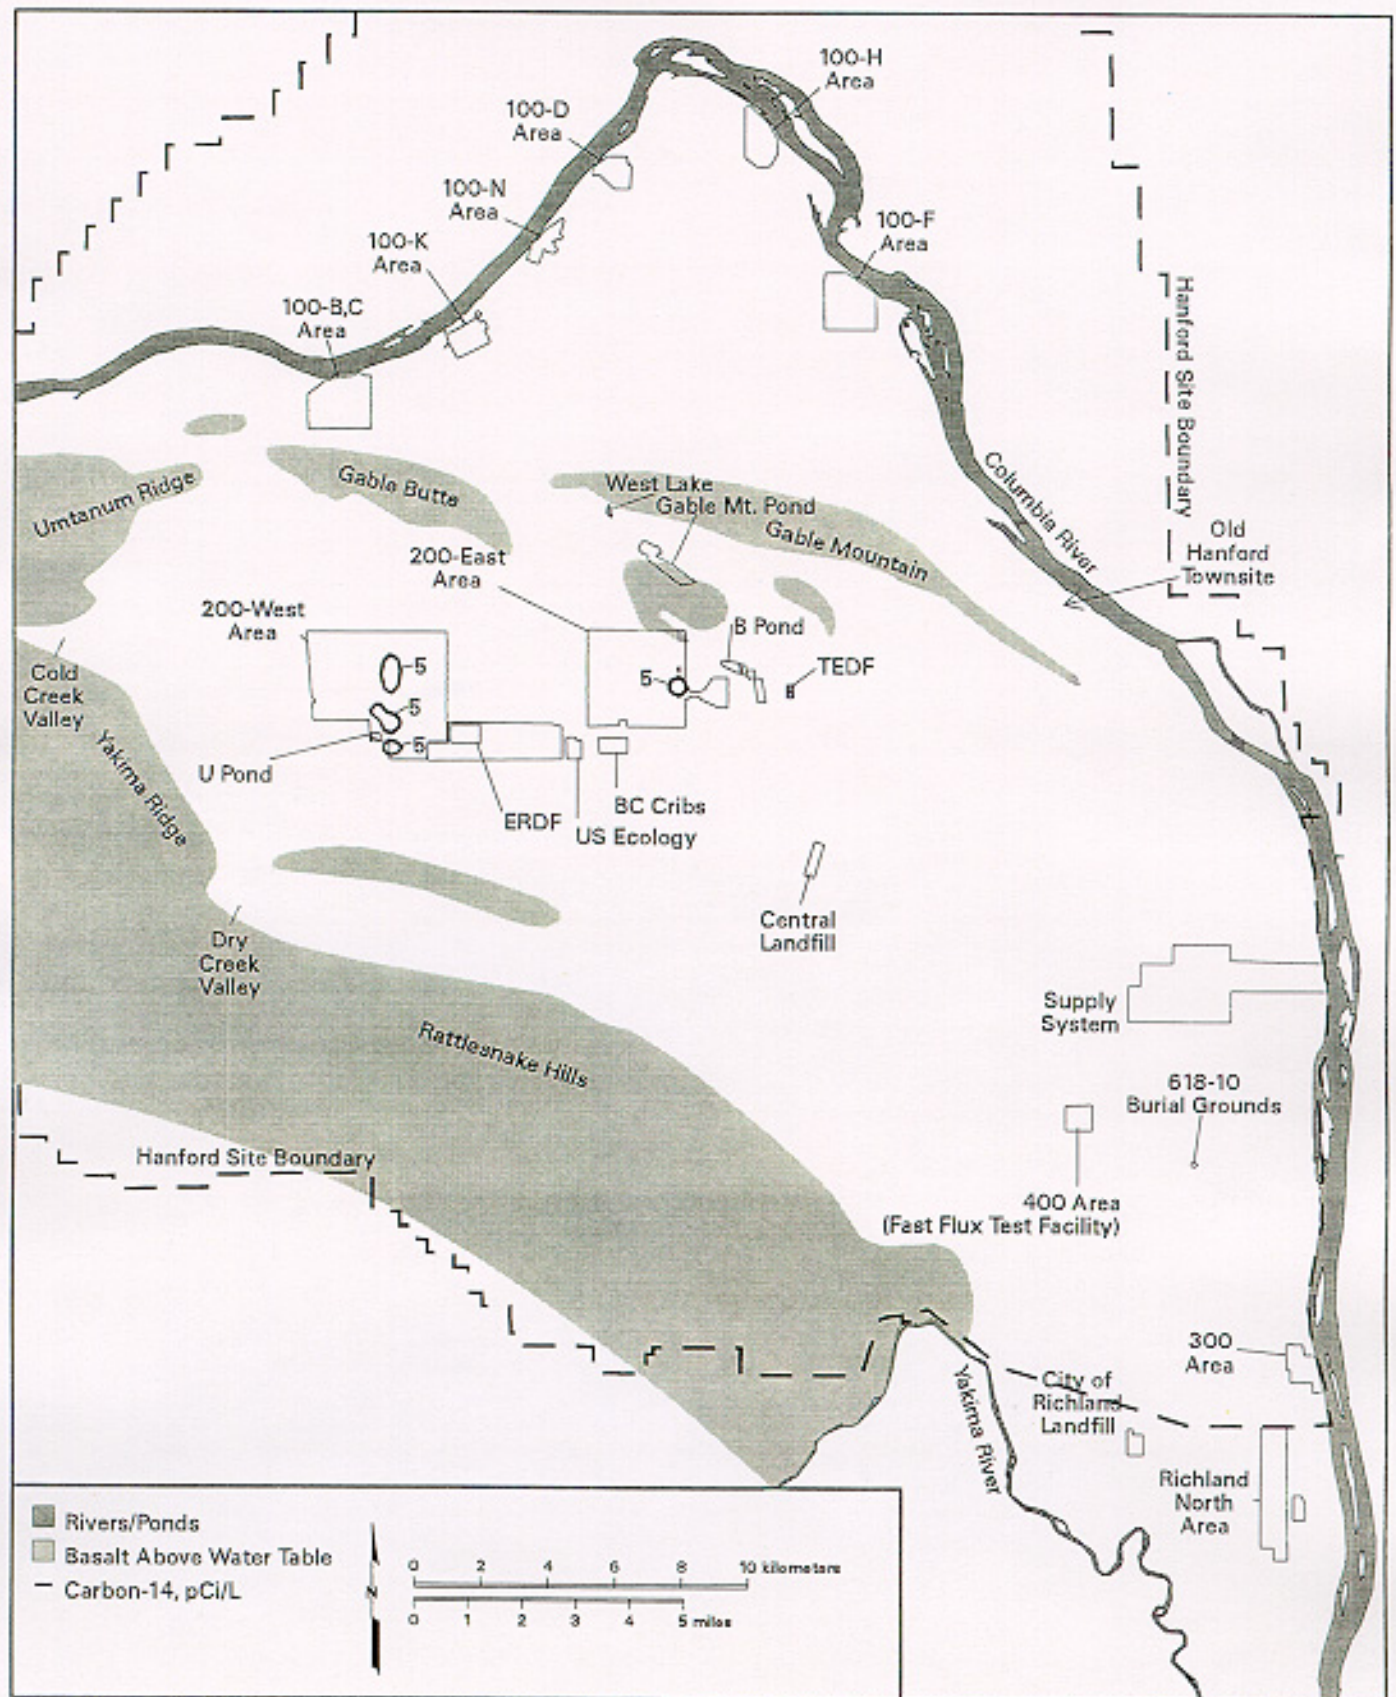 100-H
Area
100-D
Area
100-N
Area
100-F
Area
100-K
Area
100-B,C
Area
Hanford Site Boundary
Columbia River
Umtanum Ridge
Gable Butte
West Lake
Gable Mt. Pond
Gable Mountain
Old
Hanford
Townsite
200-East
Area
200-West
Area
B Pond
TEDF
5
5
5
5
Cold
Creek
Valley
Yakima Ridge
U Pond
ERDF
BC Cribs
US Ecology
Central
Landfill
Dry
Creek
Valley
Supply
System
Rattlesnake Hills
618-10
Burial Grounds
Hanford Site Boundary
400 Area
(Fast Flux Test Facility)
300
Area
City of
Richland
Landfill
Yakima River
Richland
North
Area
Rivers/Ponds
Basalt Above Water Table
Carbon-14, pCi/L
N
0 2 4 6 8 10 kilometers
0 1 2 3 4 5 miles